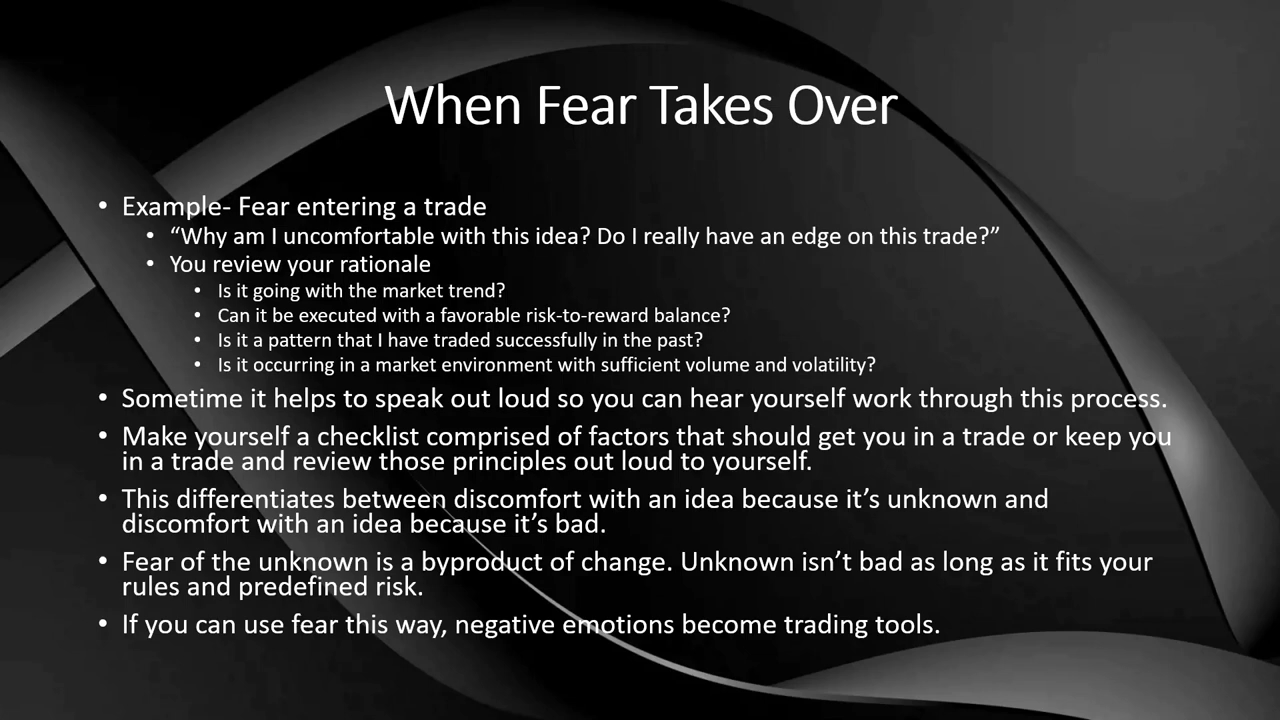 When Fear Takes Over
• Example- Fear entering a trade
• “Why am I uncomfortable with this idea? Do I really have an edge on this trade?”
• You review your rationale
• Is it going with the market trend?
• Can it be executed with a favorable risk-to-reward balance?
• Is it a pattern that I have traded successfully in the past?
• Is it occurring in a market environment with sufficient volume and volatility?
• Sometime it helps to speak out loud so you can hear yourself work through this process.
• Make yourself a checklist comprised of factors that should get you in a trade or keep you
in a trade and review those principles out loud to yourself.
• This differentiates between discomfort with an idea because it’s unknown and
discomfort with an idea because it’s bad.
• Fear of the unknown is a byproduct of change. Unknown isn’t bad as long as it fits your
rules and predefined risk.
• If you can use fear this way, negative emotions become trading tools.